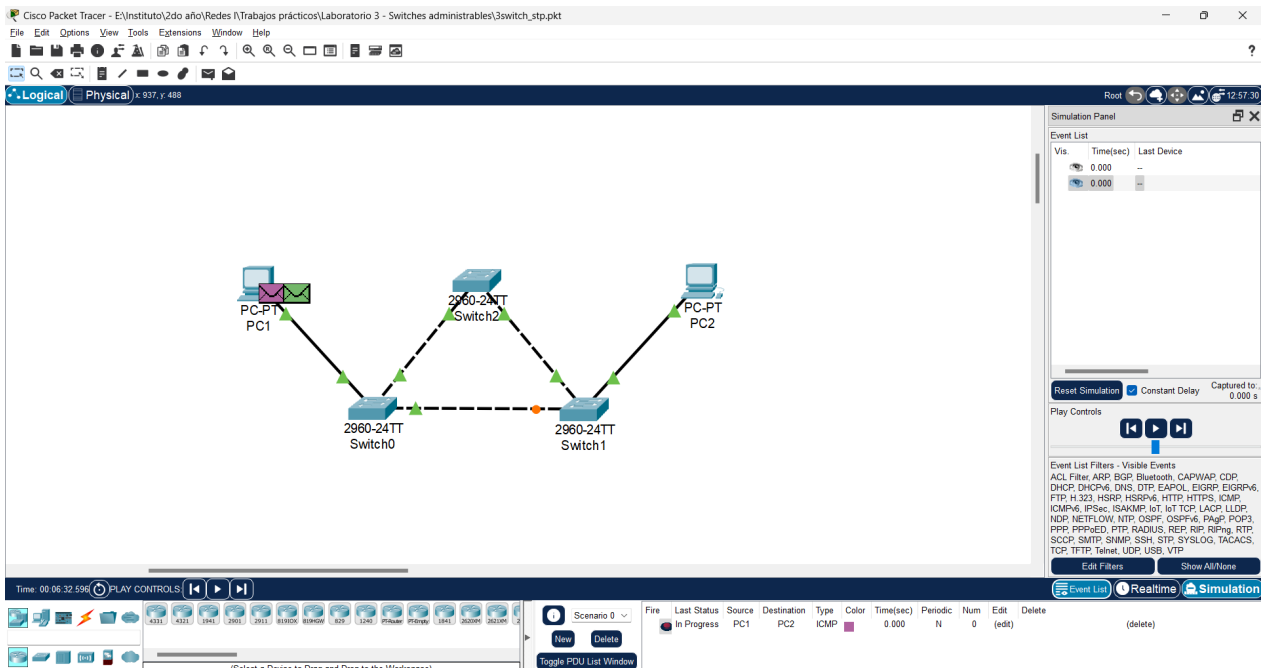 Cisco Packet Tracer - E:\Instituto\2do año\Redes I\Trabajos prácticos\Laboratorio 3 - Switches administrables\3switch_stp.pkt
File Edit Options View Tools Extensions Window Help
?
Logical Physical x: 937, y: 488 Root 12:57:30
Simulation Panel
Event List
Vis. Time(sec) Last Device
0.000 --
0.000 --
PC-PT
PC1
2960-24TT
Switch2
PC-PT
PC2
2960-24TT
Switch0
2960-24TT
Switch1
Reset Simulation Constant Delay Captured to:
0.000 s
Play Controls
Event List Filters - Visible Events
ACL Filter, ARP, BGP, Bluetooth, CAPWAP, CDP,
DHCP, DHCPv6, DNS, DTP, EAPOL, EIGRP, EIGRPv6,
FTP, H.323, HSRP, HSRPv6, HTTP, HTTPS, ICMP,
ICMPv6, IPSec, ISAKMP, IoT, IoT TCP, LACP, LLDP,
NDP, NETFLOW, NTP, OSPF, OSPFv6, PAgP, POP3,
PPP, PPPoED, PTP, RADIUS, REP, RIP, RIPng, RTP,
SCCP, SMTP, SNMP, SSH, STP, SYSLOG, TACACS,
TCP, TFTP, Telnet, UDP, USB, VTP
Edit Filters Show All/None
Time: 00:06:32.596 PLAY CONTROLS:
Event List Realtime Simulation
4331 4321 1941 2901 2911 819IOX 819HGW 829 1240 PT-Router PT-Empty 1841 2620XM 2621XM 2
(Select a Device to Drag and Drop to the Workspace)
Scenario 0
New Delete
Toggle PDU List Window
Fire Last Status Source Destination Type Color Time(sec) Periodic Num Edit Delete
In Progress PC1 PC2 ICMP 0.000 N 0 (edit) (delete)